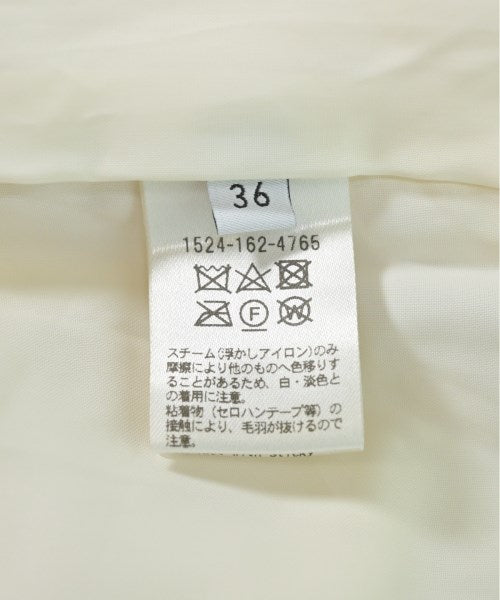 36
1524-162-4765
F W
スチーム(浮かしアイロン)のみ
摩擦により他のものへ色移りす
ることがあるため、白・淡色と
の着用に注意。
粘着物（セロハンテープ等）の
接触により、毛羽が抜けるので
注意。